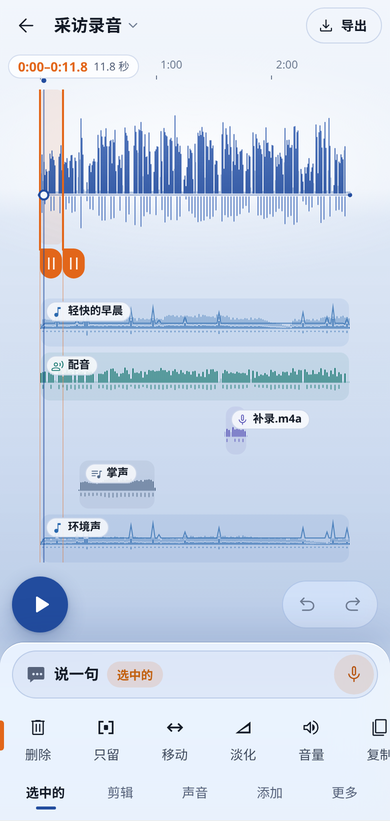 采访录音
导出
0:00–0:11.8 11.8 秒
1:00
2:00
轻快的早晨
配音
补录.m4a
掌声
环境声
说一句 选中的
删除 只留 移动 淡化 音量 复制
选中的 剪辑 声音 添加 更多